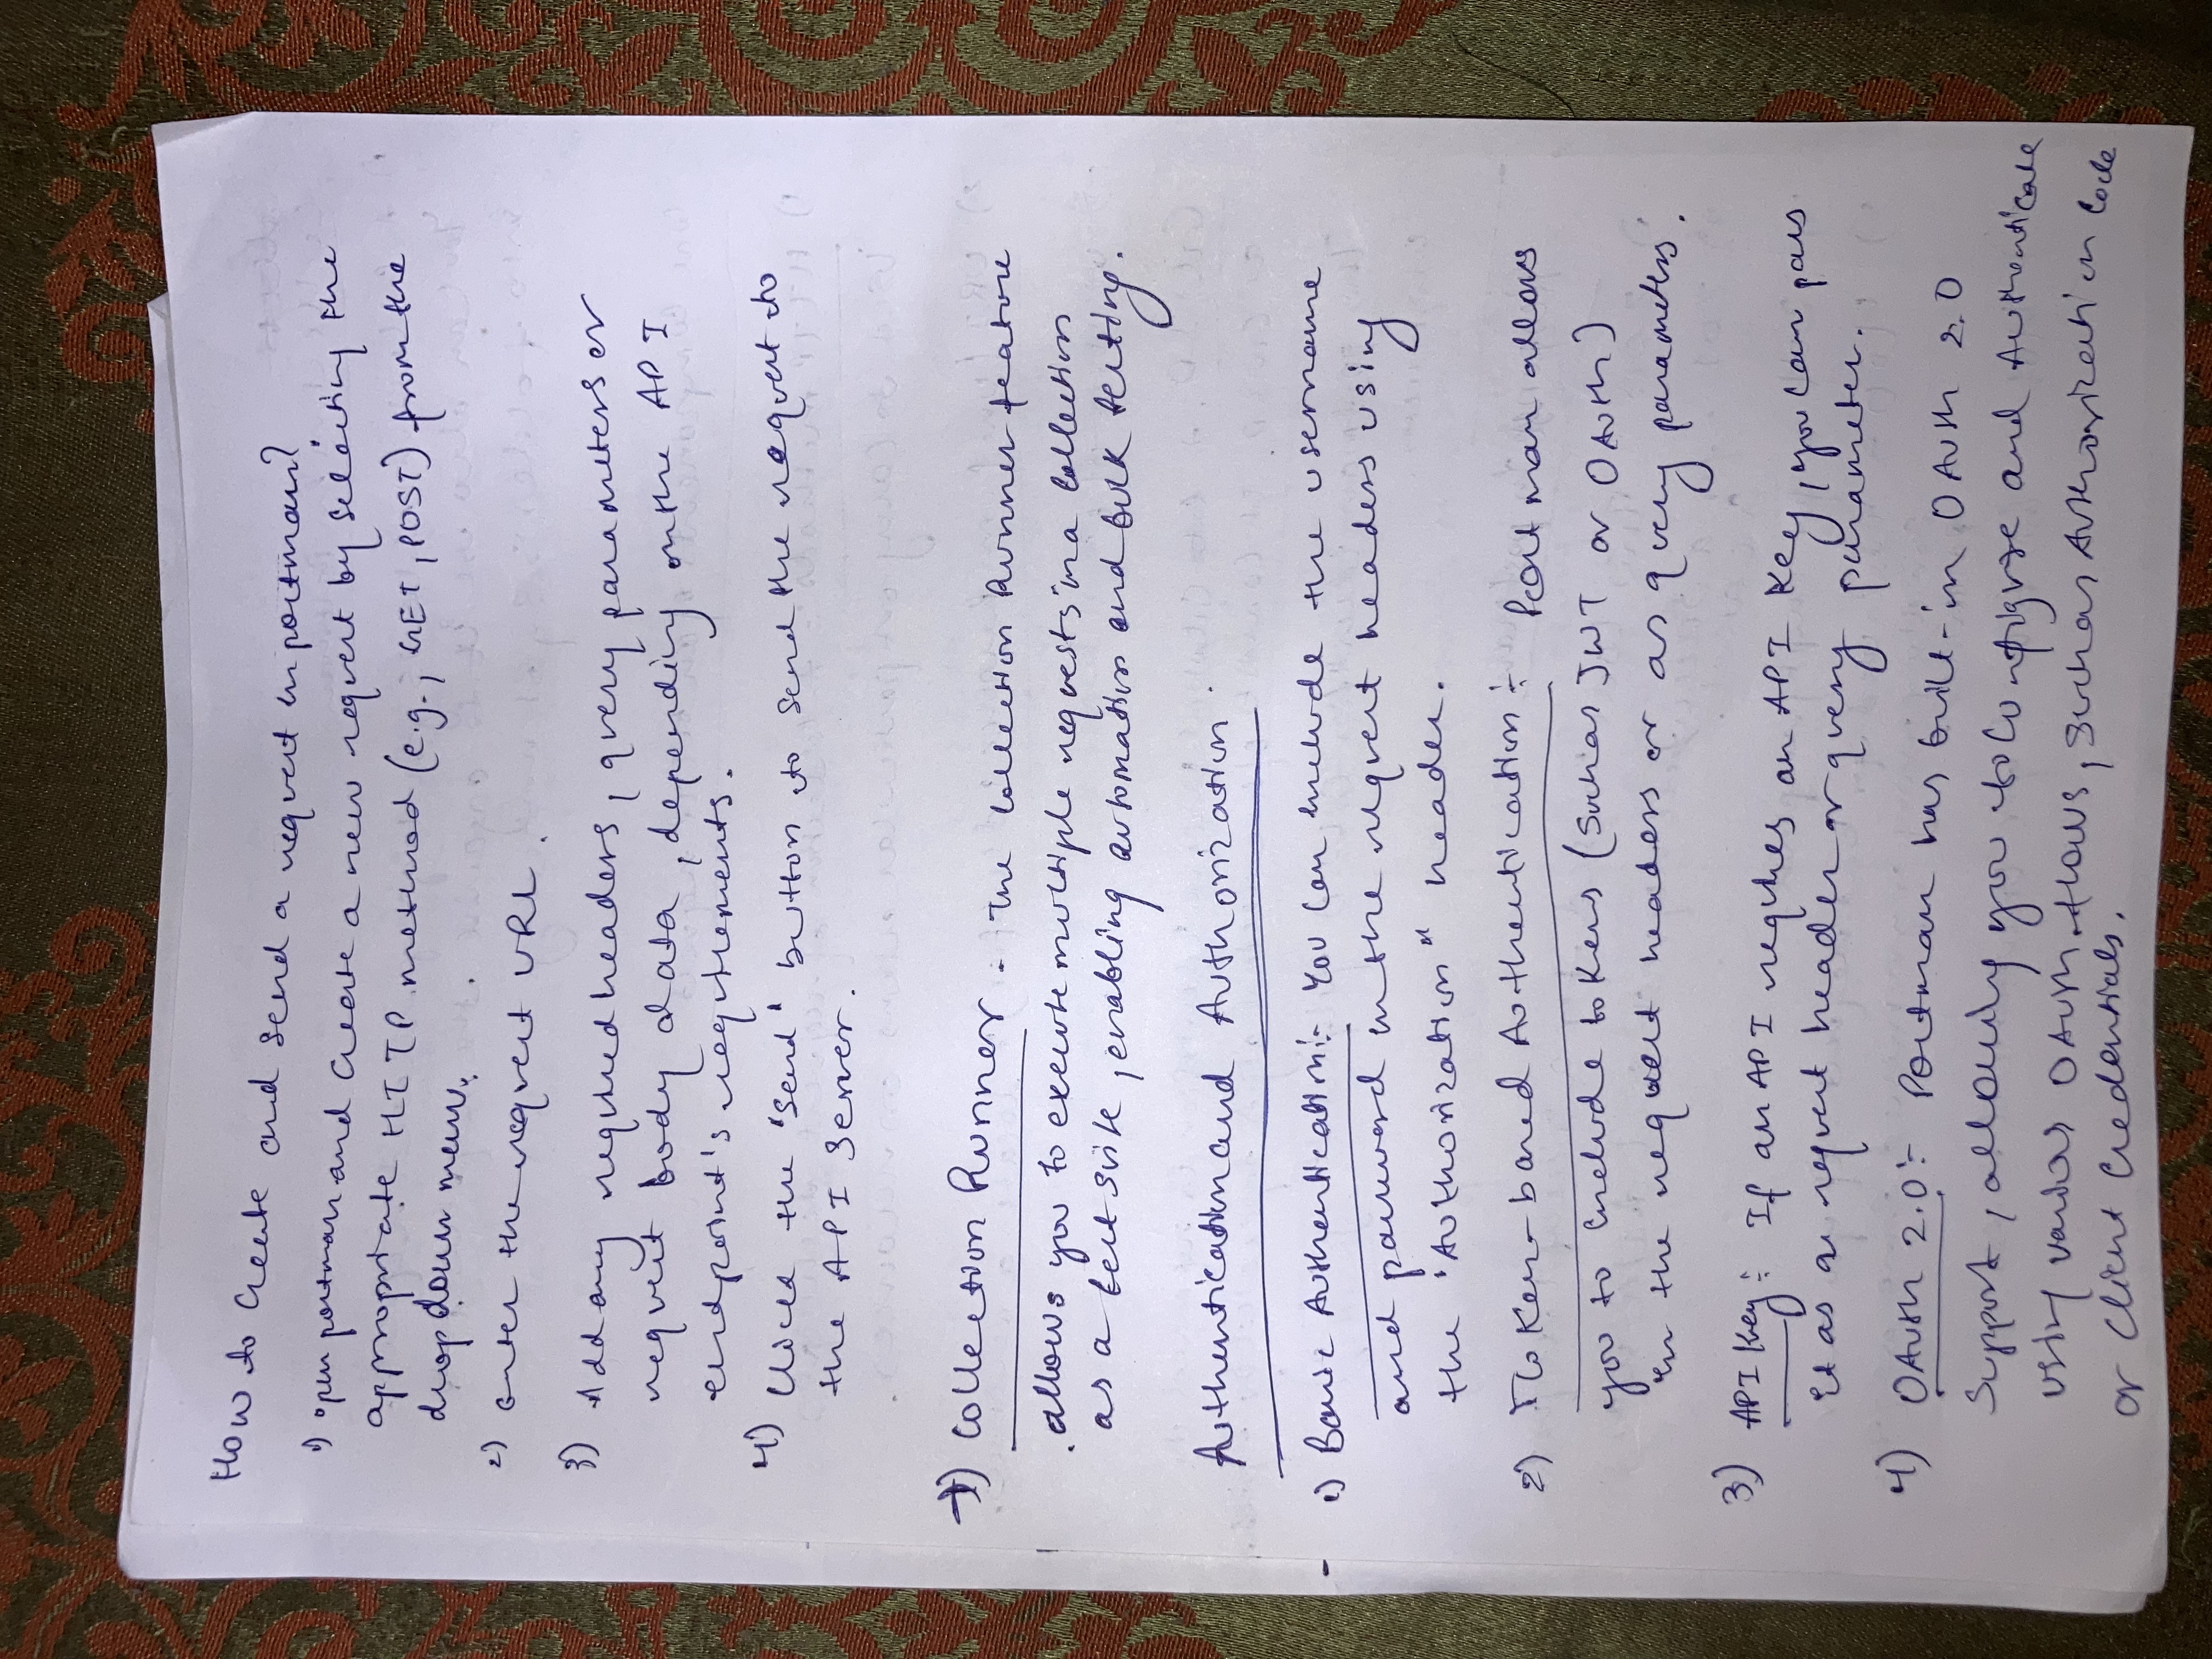 How to Create and Send a request in postman?
1) open postman and Create a new request by Selecting the
appropriate HTTP method (e.g., GET, POST) from the
drop down menu.
2) Enter the request URL.
3) Add any required headers, query parameters or
request body data, depending on the API
endpoint's requirements.
4) Click the "Send" button to Send the request to
the API Server.
Collection Runner - The Collection Runner feature
allows you to execute multiple requests in a Collection
as a test suite, enabling automation and bulk testing.
Authentication and Authorization
1) Basic Authentication:- You Can include the username
and password in the request headers using
the "Authorization" header.
2) Token-based Authentication:- Postman allows
you to include tokens (Such as JWT or OAuth)
in the request headers or as query parameters.
3) API Key: If an API requires an API Key, you can pass
it as a request header or query parameter.
4) OAuth 2.0:- Postman has built-in OAuth 2.0
Support, allowing you to Configure and Authenticate
using various OAuth flows, Such as Authorization Code
or Client Credentials.